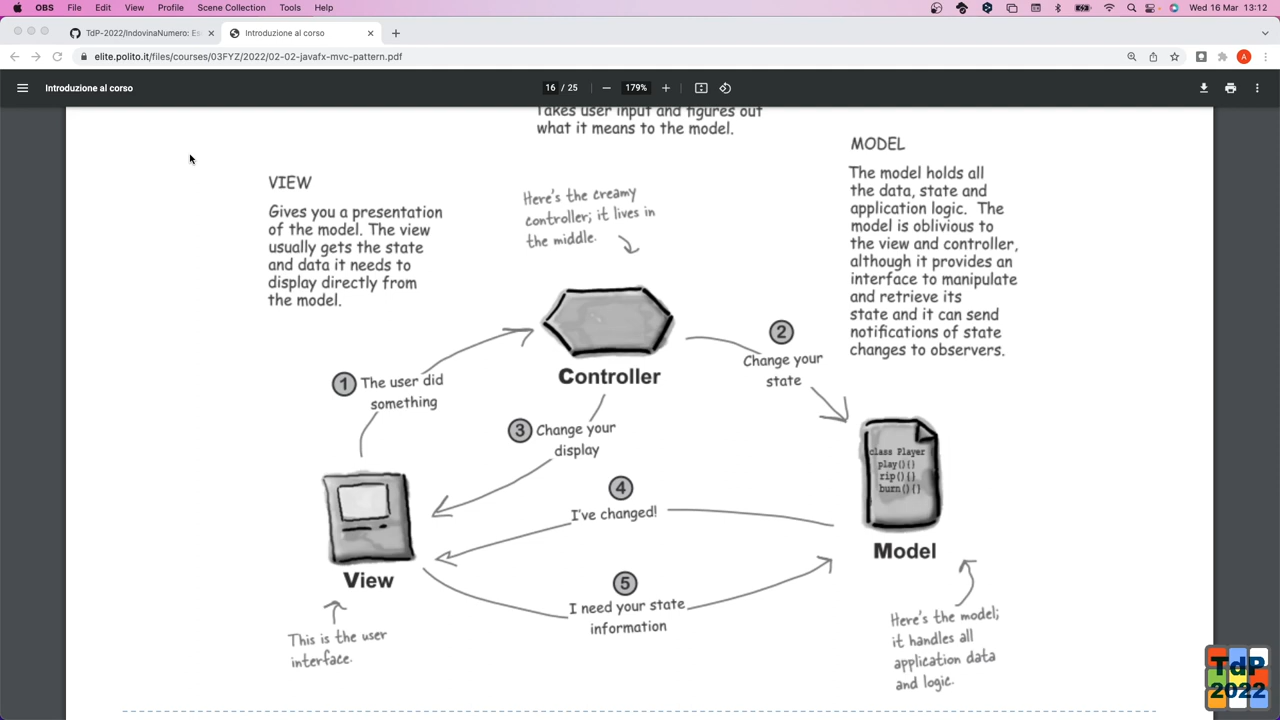 OBS File Edit View Profile Scene Collection Tools Help
Wed 16 Mar 13:12
TdP-2022/IndovinaNumero: Es
Introduzione al corso
elite.polito.it/files/courses/03FYZ/2022/02-02-javafx-mvc-pattern.pdf
A
Introduzione al corso
16 / 25
179%
Takes user input and figures out
what it means to the model.
VIEW
Gives you a presentation
of the model. The view
usually gets the state
and data it needs to
display directly from
the model.
Here's the creamy
controller; it lives in
the middle.
MODEL
The model holds all
the data, state and
application logic. The
model is oblivious to
the view and controller,
although it provides an
interface to manipulate
and retrieve its
state and it can send
notifications of state
changes to observers.
Controller
1 The user did
something
2
Change your
state
3 Change your
display
4
I've changed!
5
I need your state
information
class Player
play(){}
rip(){}
burn(){}
View
Model
This is the user
interface.
Here's the model;
it handles all
application data
and logic.
TdP
2022